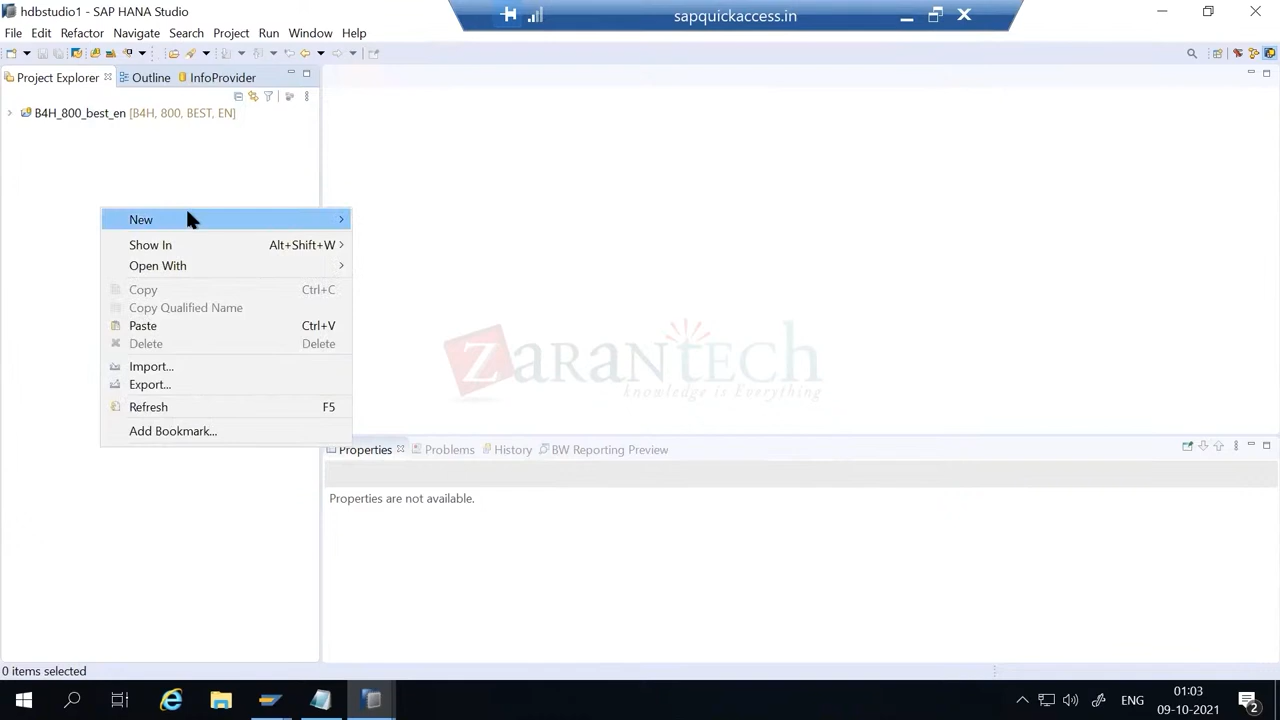 hdbstudio1 - SAP HANA Studio
sapquickaccess.in
File Edit Refactor Navigate Search Project Run Window Help
Project Explorer Outline InfoProvider
B4H_800_best_en [B4H, 800, BEST, EN]
New
Show In Alt+Shift+W
Open With
Copy Ctrl+C
Copy Qualified Name
Paste Ctrl+V
Delete Delete
Import...
Export...
Refresh F5
Add Bookmark...
ZARANTECH
knowledge is Everything
Properties Problems History BW Reporting Preview
Properties are not available.
0 items selected
ENG
01:03
09-10-2021
2